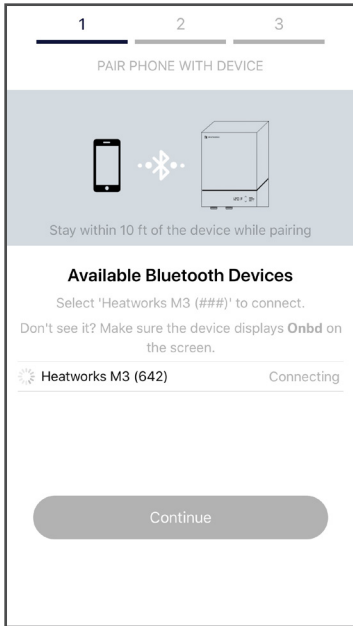 1 2 3
PAIR PHONE WITH DEVICE
Stay within 10 ft of the device while pairing
Available Bluetooth Devices
Select 'Heatworks M3 (###)' to connect.
Don't see it? Make sure the device displays Onbd on
the screen.
Heatworks M3 (642) Connecting
Continue